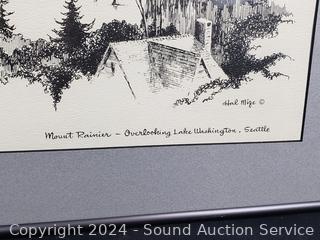 Hal Mize ©
Mount Rainier – Overlooking Lake Washington, Seattle
Copyright 2024 - Sound Auction Service